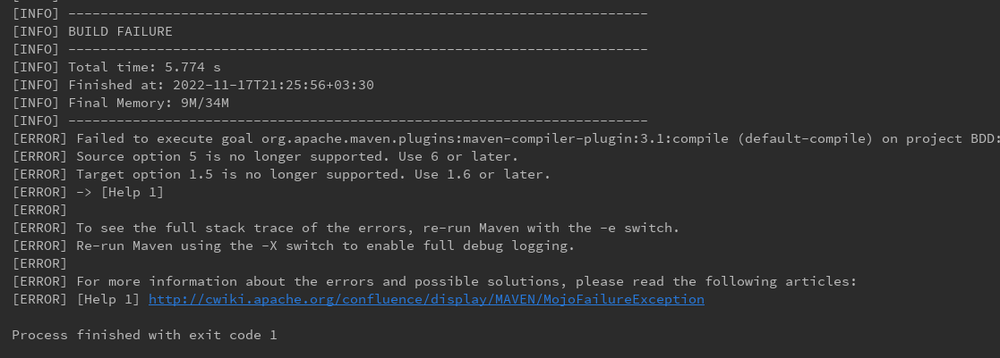 [INFO] ------------------------------------------------------------------------
[INFO] BUILD FAILURE
[INFO] ------------------------------------------------------------------------
[INFO] Total time: 5.774 s
[INFO] Finished at: 2022-11-17T21:25:56+03:30
[INFO] Final Memory: 9M/34M
[INFO] ------------------------------------------------------------------------
[ERROR] Failed to execute goal org.apache.maven.plugins:maven-compiler-plugin:3.1:compile (default-compile) on project BDD:
[ERROR] Source option 5 is no longer supported. Use 6 or later.
[ERROR] Target option 1.5 is no longer supported. Use 1.6 or later.
[ERROR] -> [Help 1]
[ERROR]
[ERROR] To see the full stack trace of the errors, re-run Maven with the -e switch.
[ERROR] Re-run Maven using the -X switch to enable full debug logging.
[ERROR]
[ERROR] For more information about the errors and possible solutions, please read the following articles:
[ERROR] [Help 1] http://cwiki.apache.org/confluence/display/MAVEN/MojoFailureException
Process finished with exit code 1